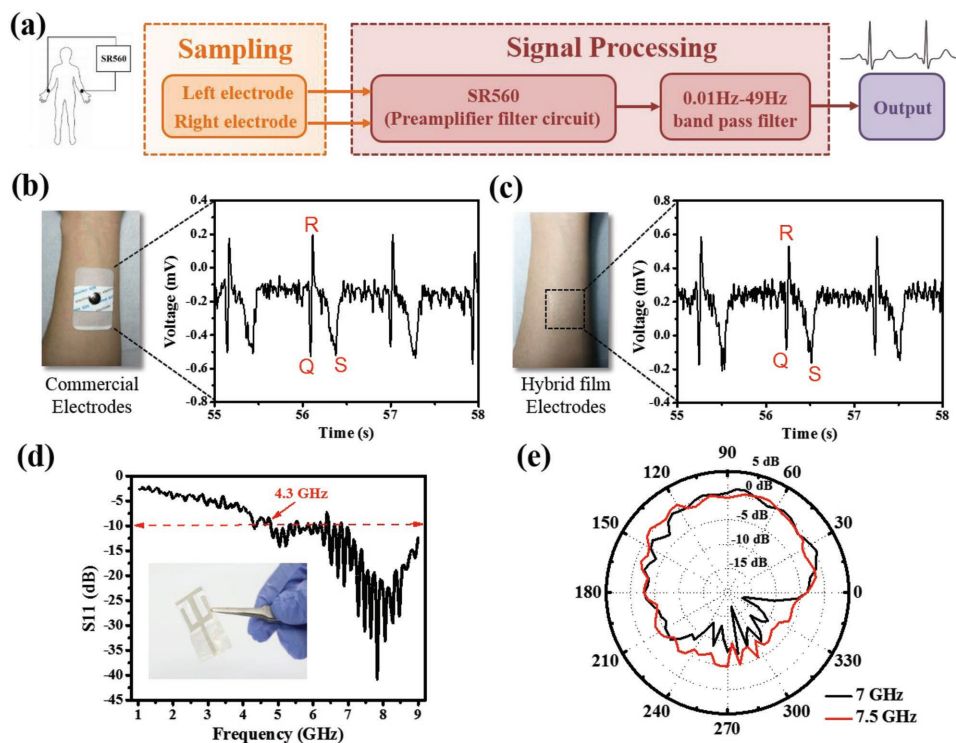 (a)
SR560
Sampling
Left electrode
Right electrode
Signal Processing
SR560
(Preamplifier filter circuit)
0.01Hz-49Hz
band pass filter
Output
(b)
Commercial
Electrodes
Voltage (mV)
0.4
0.0
-0.2
-0.4
-0.6
-0.8
R
Q
S
55
56
57
58
Time (s)
(c)
Hybrid film
Electrodes
Voltage (mV)
0.8
0.6
0.4
0.2
0.0
-0.2
-0.4
R
Q
S
55
56
57
58
Time (s)
(d)
S11 (dB)
0
-5
-10
-15
-20
-25
-30
-35
-40
-45
4.3 GHz
1
2
3
4
5
6
7
8
9
Frequency (GHz)
(e)
90
120
60
150
30
180
0
210
330
240
300
270
5 dB
0 dB
-5 dB
-10 dB
-15 dB
7 GHz
7.5 GHz